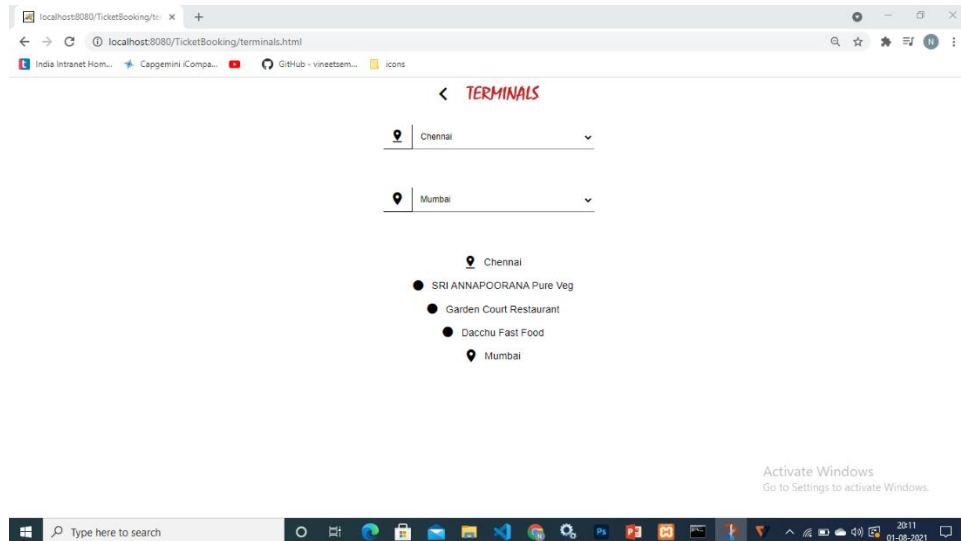 localhost:8080/TicketBooking/te
localhost:8080/TicketBooking/terminals.html
N
India Intranet Hom... Capgemini iCompa... GitHub - vineetsem... icons
TERMINALS
Chennai
Mumbai
Chennai
SRI ANNAPOORANA Pure Veg
Garden Court Restaurant
Dacchu Fast Food
Mumbai
Activate Windows
Go to Settings to activate Windows.
Type here to search
Ps
20:11
01-08-2021